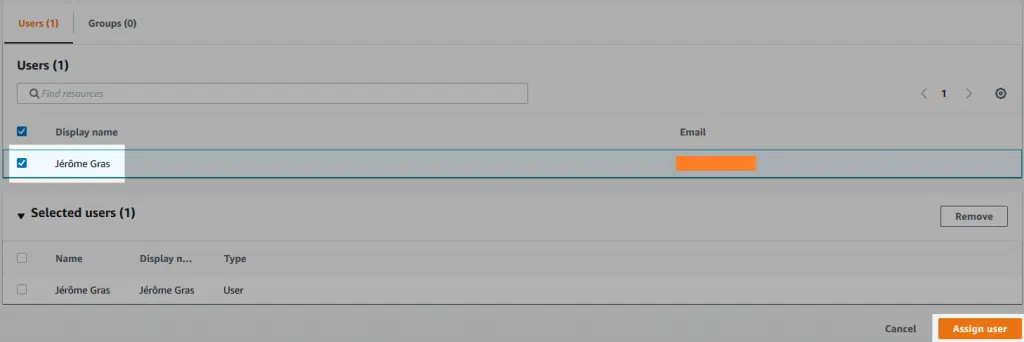 Users (1) Groups (0)
Users (1)
Find resources 1
Display name Email
Jérôme Gras
Selected users (1) Remove
Name Display n... Type
Jérôme Gras Jérôme Gras User
Cancel Assign user